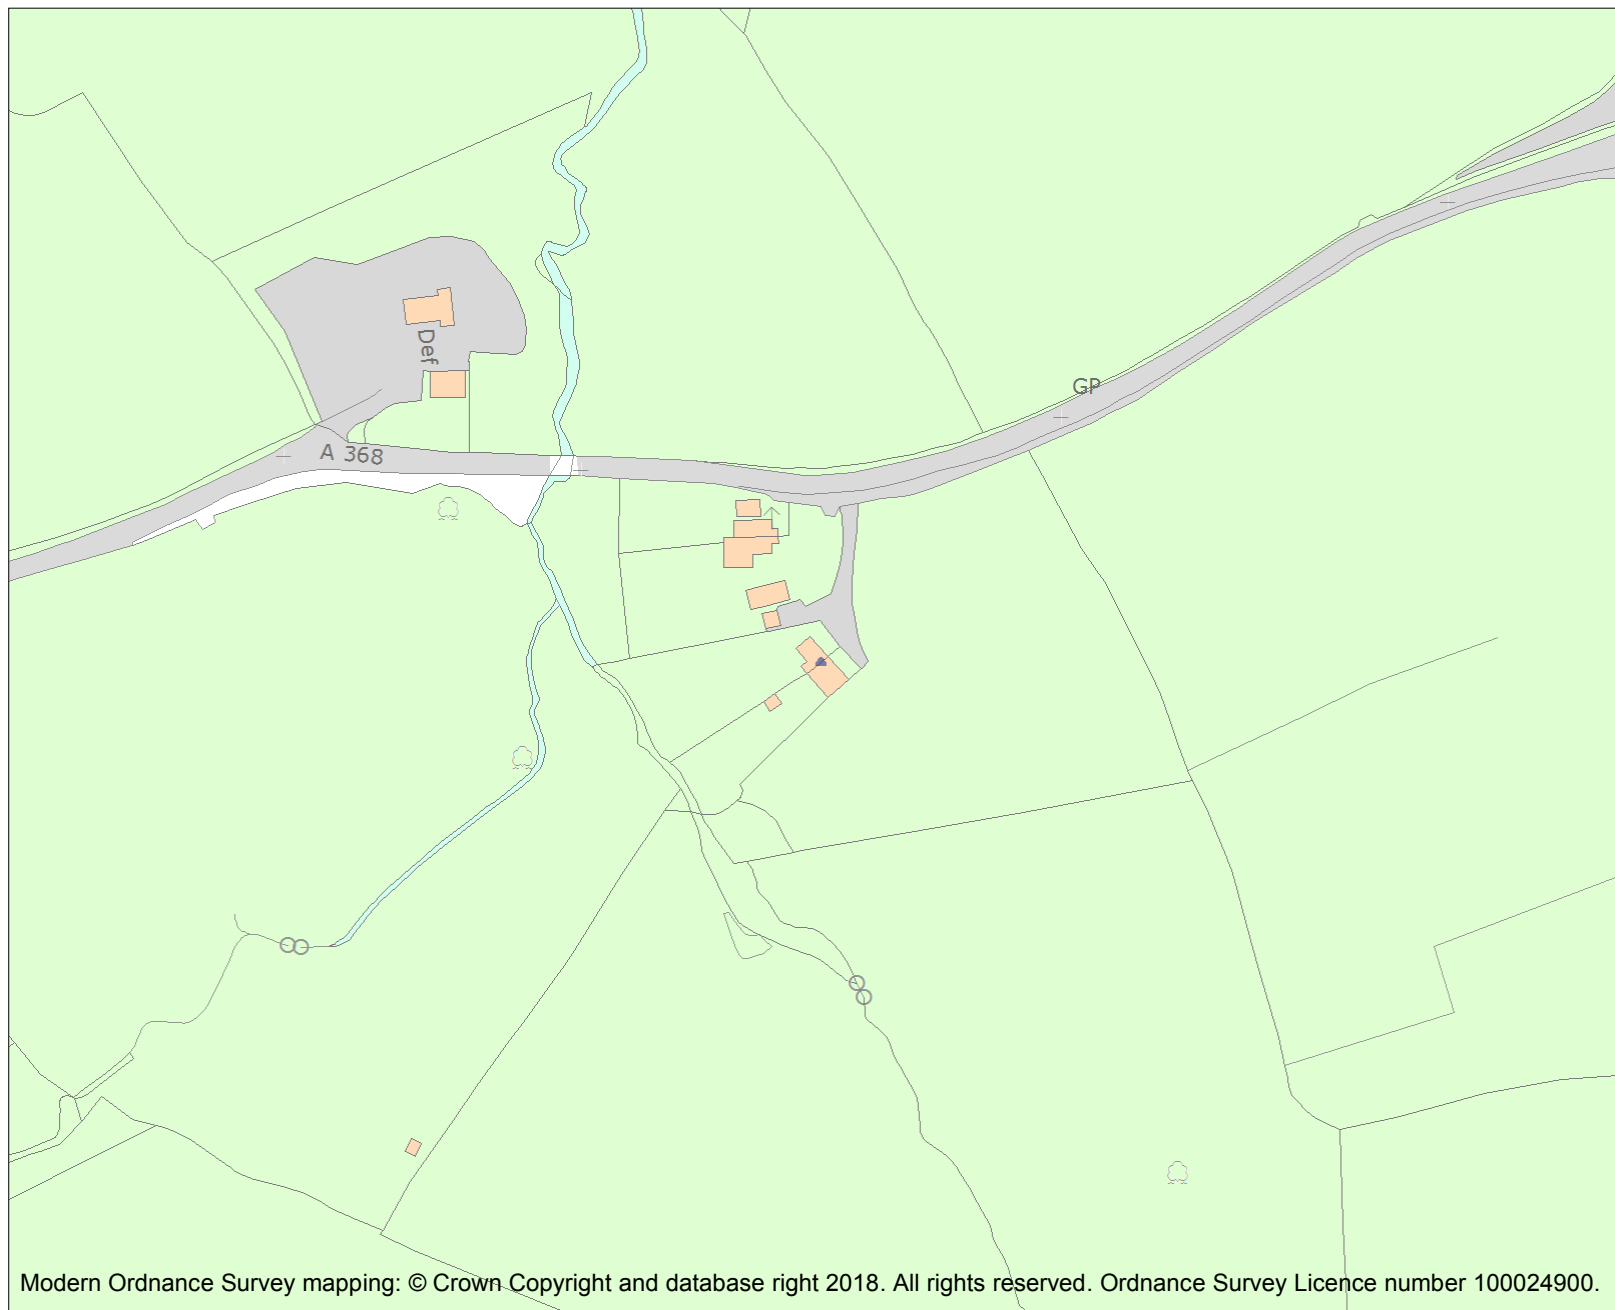 Def
GP
A 368
Modern Ordnance Survey mapping: © Crown Copyright and database right 2018. All rights reserved. Ordnance Survey Licence number 100024900.